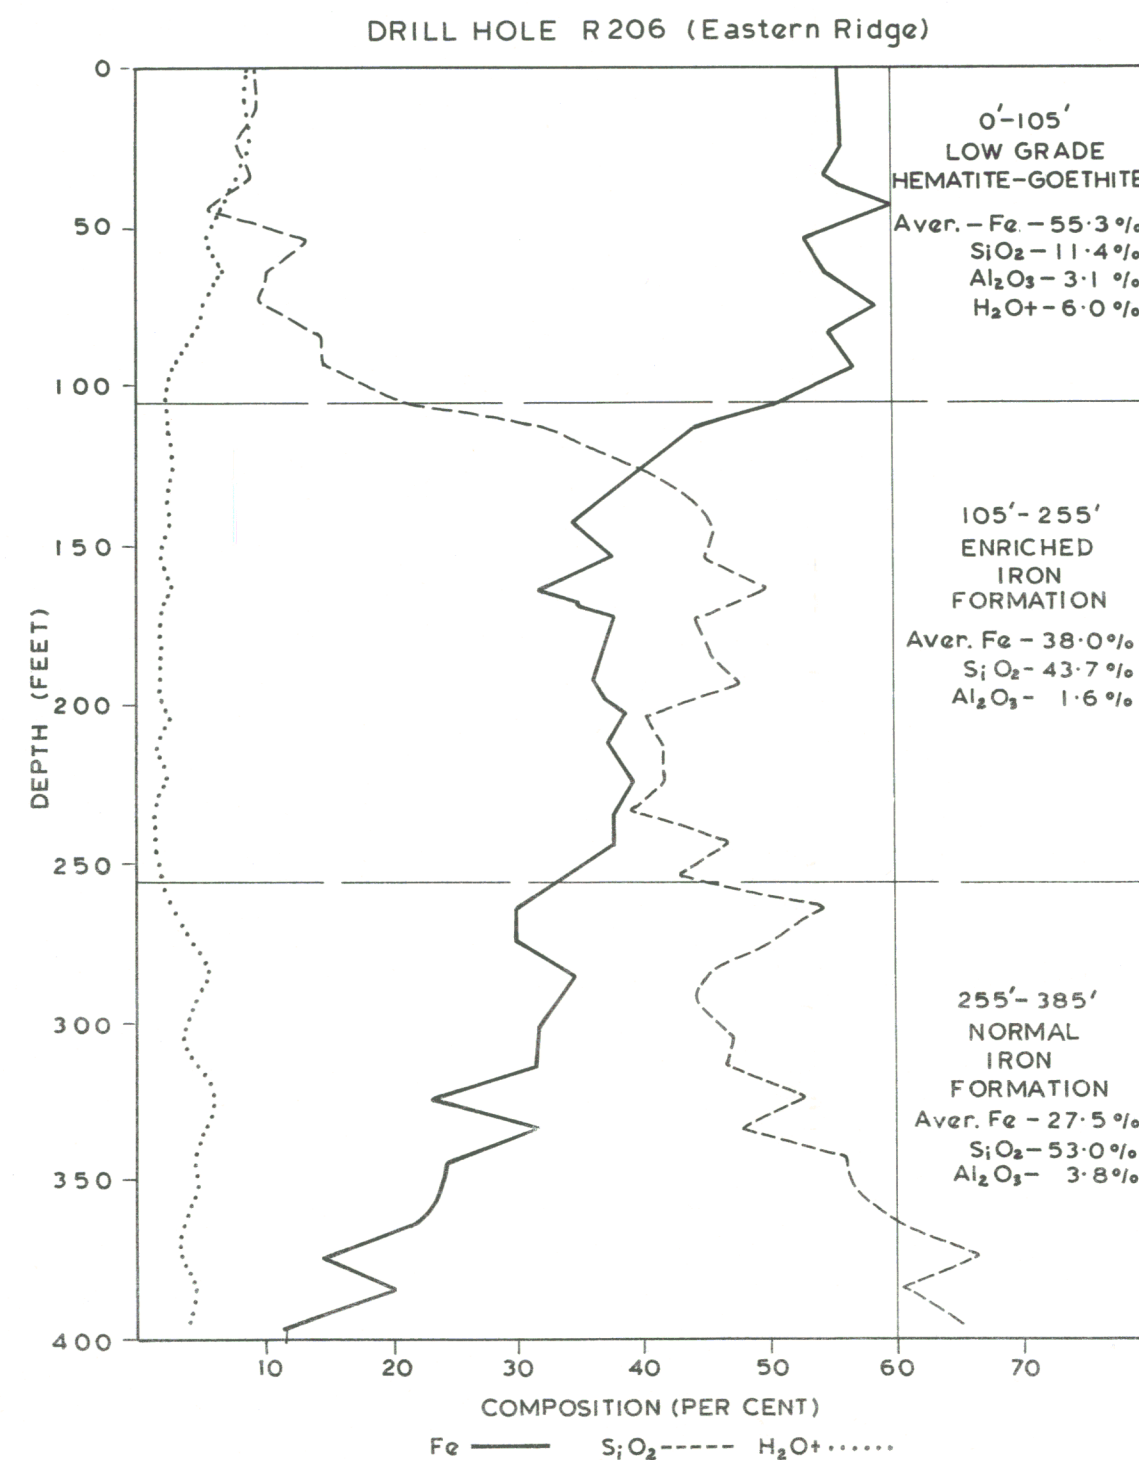 DRILL HOLE R206 (Eastern Ridge)
0
50
100
150
200
250
300
350
400
DEPTH (FEET)
0'-105'
LOW GRADE
HEMATITE-GOETHITE
Aver. - Fe - 55·3 %
SiO₂ - 11·4 %
Al₂O₃ - 3·1 %
H₂O+ - 6·0 %
105'- 255'
ENRICHED
IRON
FORMATION
Aver. Fe - 38·0 %
SiO₂ - 43·7 %
Al₂O₃ - 1·6 %
255'- 385'
NORMAL
IRON
FORMATION
Aver. Fe - 27·5 %
SiO₂ - 53·0 %
Al₂O₃ - 3·8 %
10 20 30 40 50 60 70
COMPOSITION (PER CENT)
Fe SiO₂ H₂O+